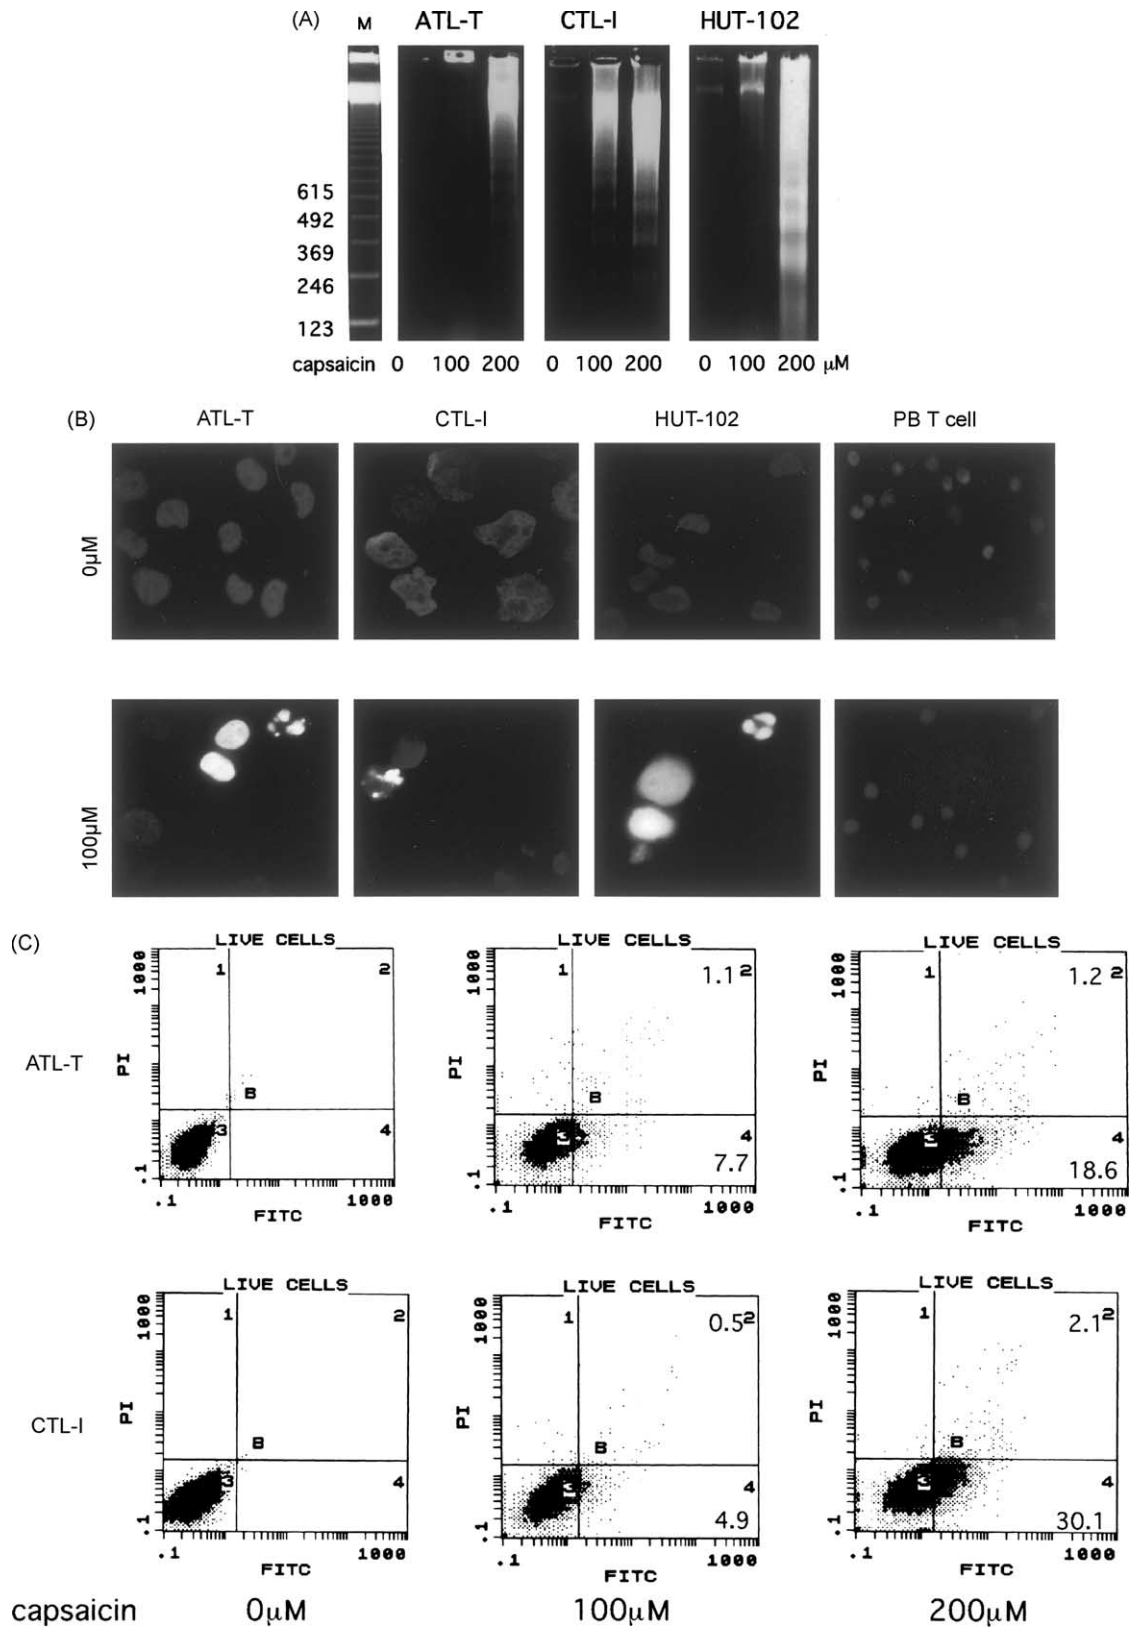 (A) M ATL-T CTL-I HUT-102
615
492
369
246
123
capsaicin 0 100 200 0 100 200 0 100 200 μM
(B) ATL-T CTL-I HUT-102 PB T cell
0μM
100μM
(C)
LIVE CELLS LIVE CELLS LIVE CELLS
ATL-T
1000 1 2 PI B 3 4 .1 .1 1000 FITC
1000 1 1.1 2 PI B 3 4 7.7 .1 .1 1000 FITC
1000 1 1.2 2 PI B 3 4 18.6 .1 .1 1000 FITC
LIVE CELLS LIVE CELLS LIVE CELLS
CTL-I
1000 1 2 PI B 3 4 .1 .1 1000 FITC
1000 1 0.5 2 PI B 3 4 4.9 .1 .1 1000 FITC
1000 1 2.1 2 PI B 3 4 30.1 .1 .1 1000 FITC
capsaicin 0μM 100μM 200μM